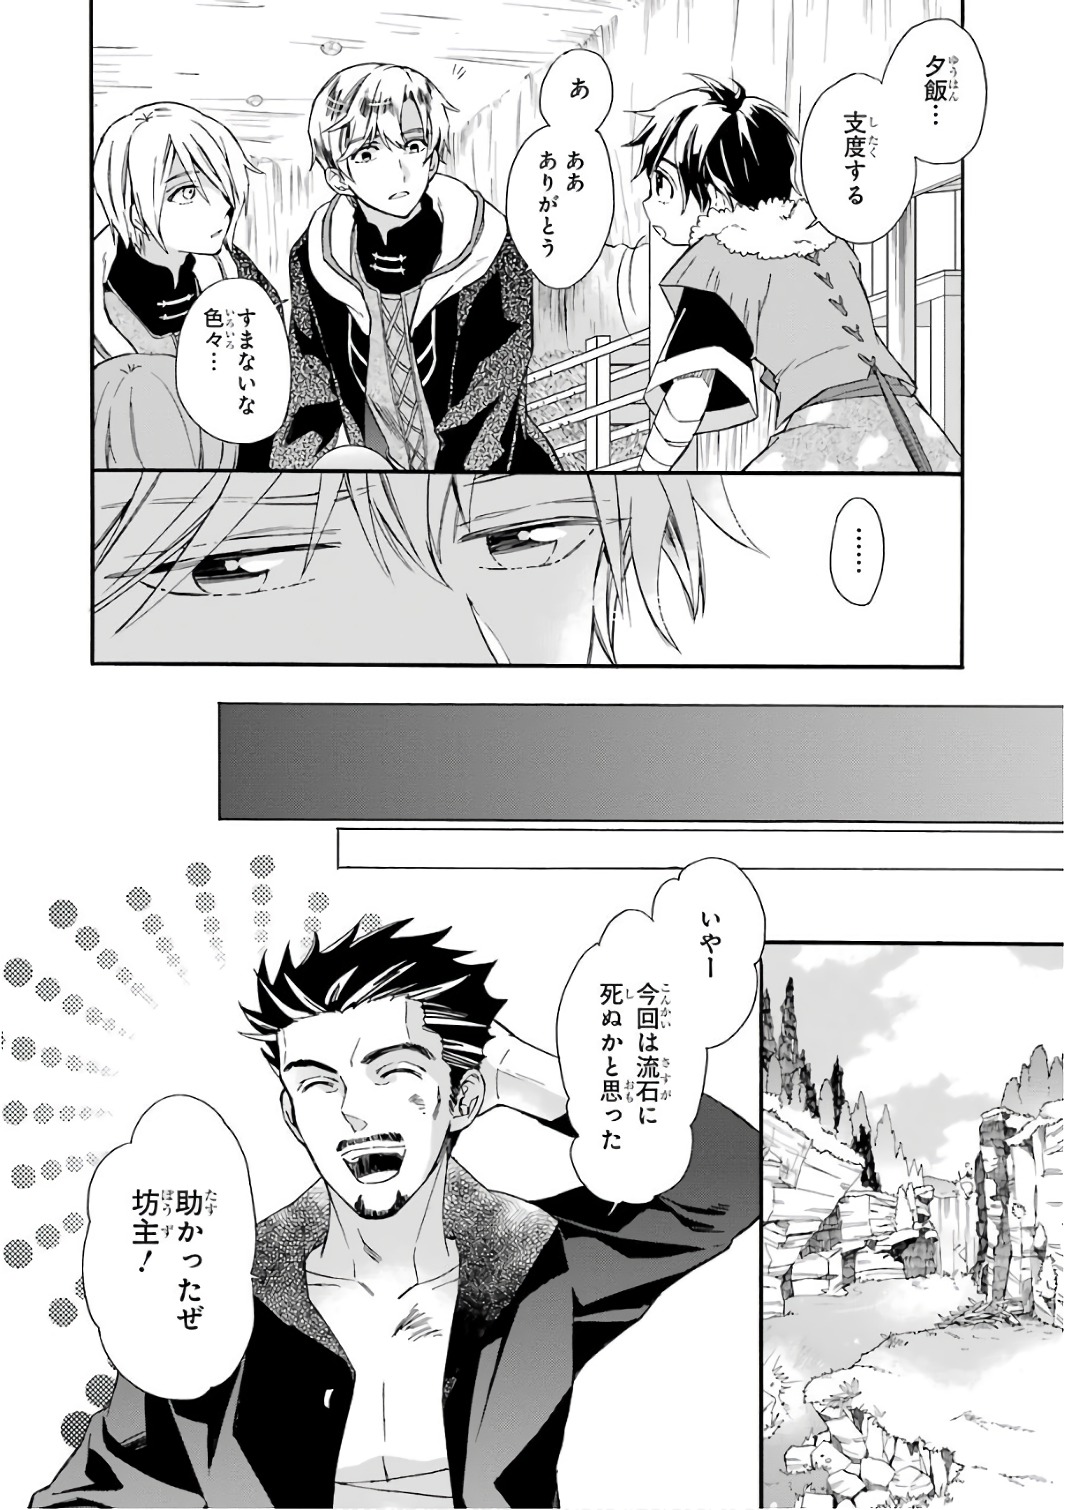 夕飯…
支度する
あ
ああ
ありがとう
すまないな
色々…
……
いやー
今回は流石に
死ぬかと思った
助かったぜ
坊主!